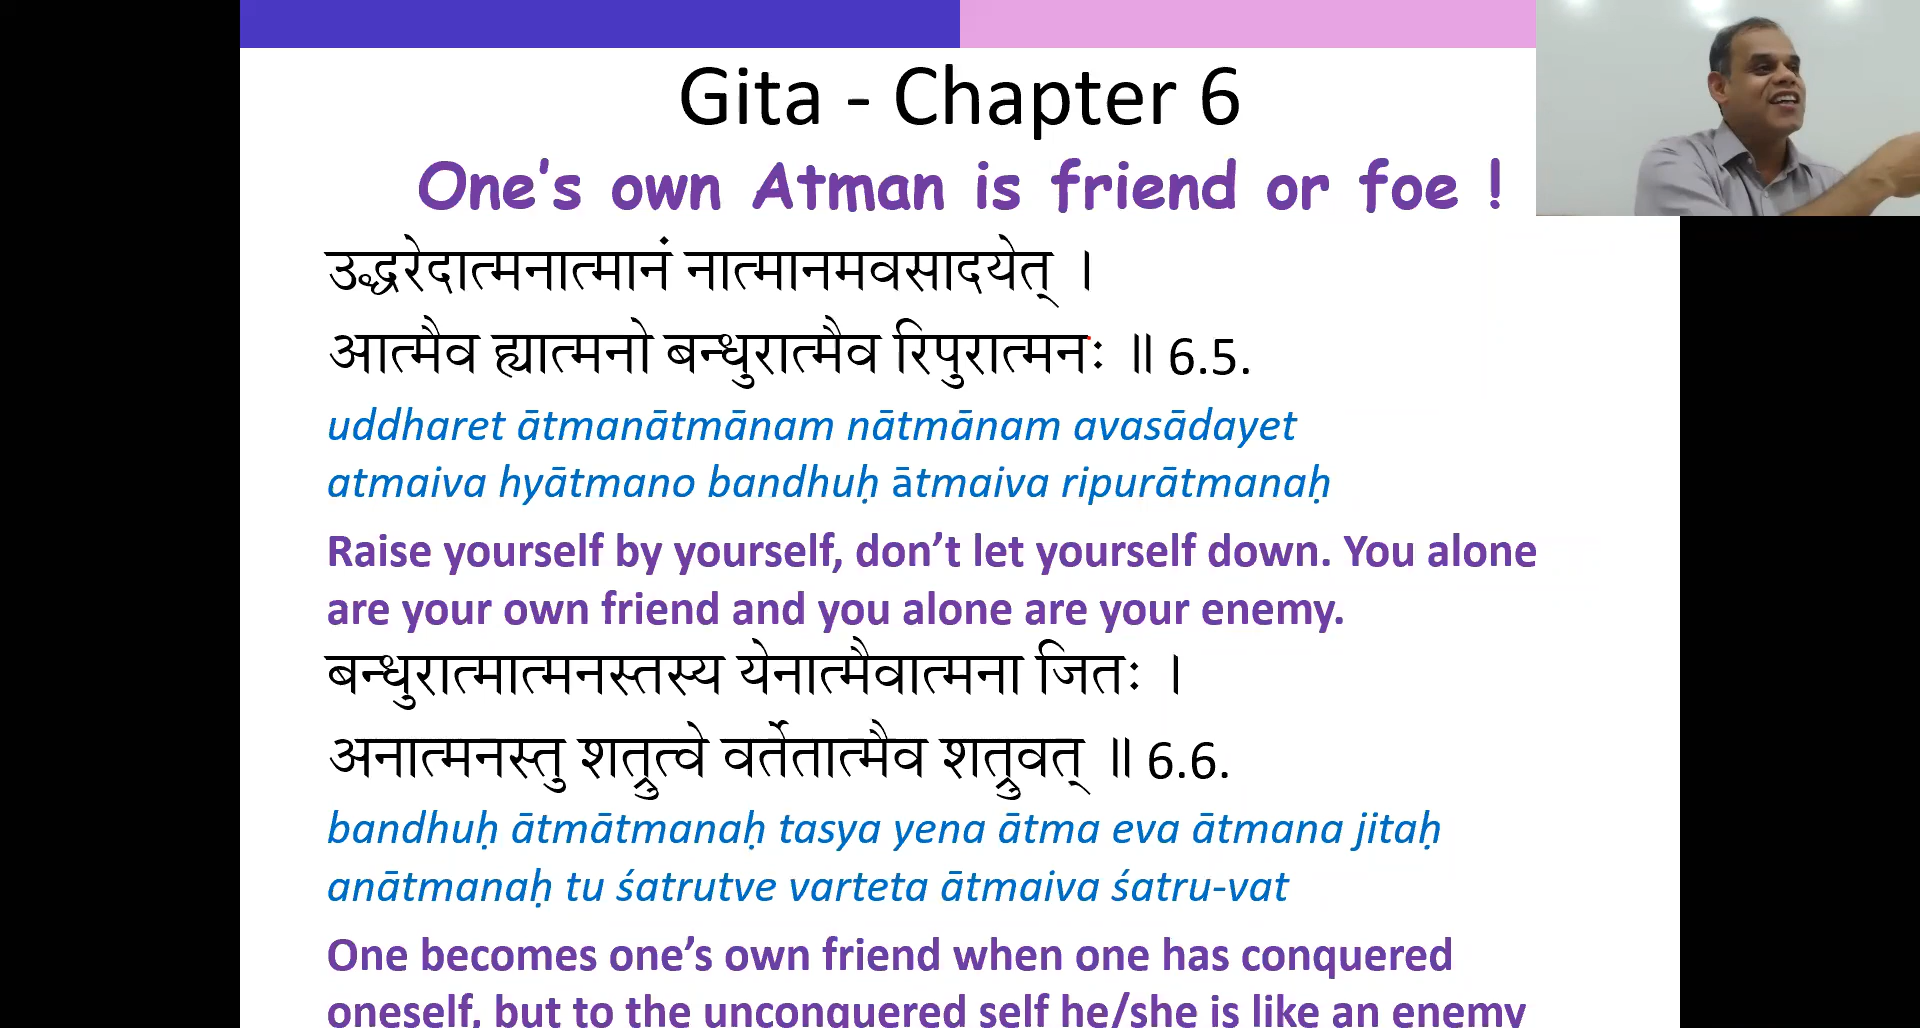 Gita - Chapter 6
One's own Atman is friend or foe !
उद्धरेदात्मनात्मानं नात्मानमवसादयेत् ।
आत्मैव ह्यात्मनो बन्धुरात्मैव रिपुरात्मनः ॥ 6.5.
uddharet ātmanātmānam nātmānam avasādayet
atmaiva hyātmano bandhuḥ ātmaiva ripurātmanaḥ
Raise yourself by yourself, don’t let yourself down. You alone
are your own friend and you alone are your enemy.
बन्धुरात्मात्मनस्तस्य येनात्मैवात्मना जितः ।
अनात्मनस्तु शत्रुत्वे वर्तेतात्मैव शत्रुवत् ॥ 6.6.
bandhuḥ ātmātmanaḥ tasya yena ātma eva ātmana jitaḥ
anātmanaḥ tu śatrutve varteta ātmaiva śatru-vat
One becomes one’s own friend when one has conquered
oneself, but to the unconquered self he/she is like an enemy